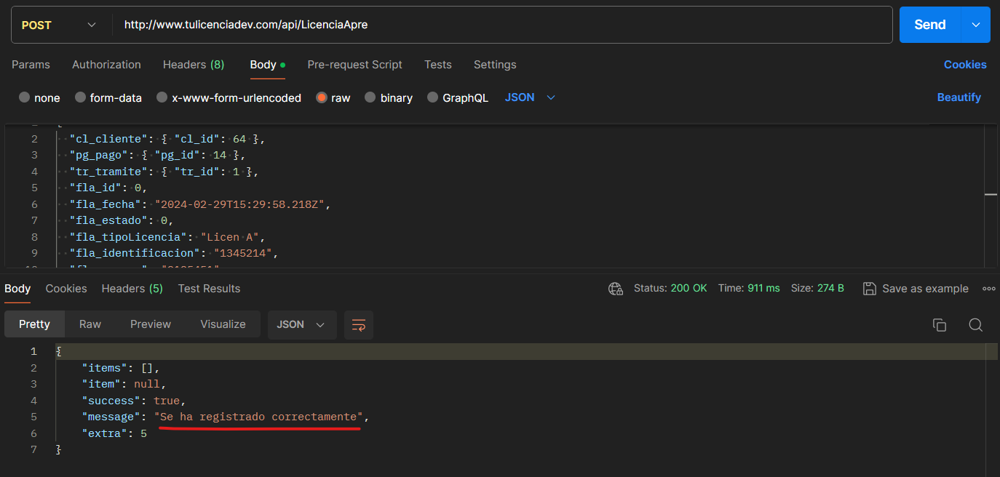 POST http://www.tulicenciadev.com/api/LicenciaApre Send
Params Authorization Headers (8) Body Pre-request Script Tests Settings Cookies
none form-data x-www-form-urlencoded raw binary GraphQL JSON Beautify
2 "cl_cliente": { "cl_id": 64 },
3 "pg_pago": { "pg_id": 14 },
4 "tr_tramite": { "tr_id": 1 },
5 "fla_id": 0,
6 "fla_fecha": "2024-02-29T15:29:58.218Z",
7 "fla_estado": 0,
8 "fla_tipoLicencia": "Licen A",
9 "fla_identificacion": "1345214",
Body Cookies Headers (5) Test Results Status: 200 OK Time: 911 ms Size: 274 B Save as example
Pretty Raw Preview Visualize JSON
1 {
2 "items": [],
3 "item": null,
4 "success": true,
5 "message": "Se ha registrado correctamente",
6 "extra": 5
7 }